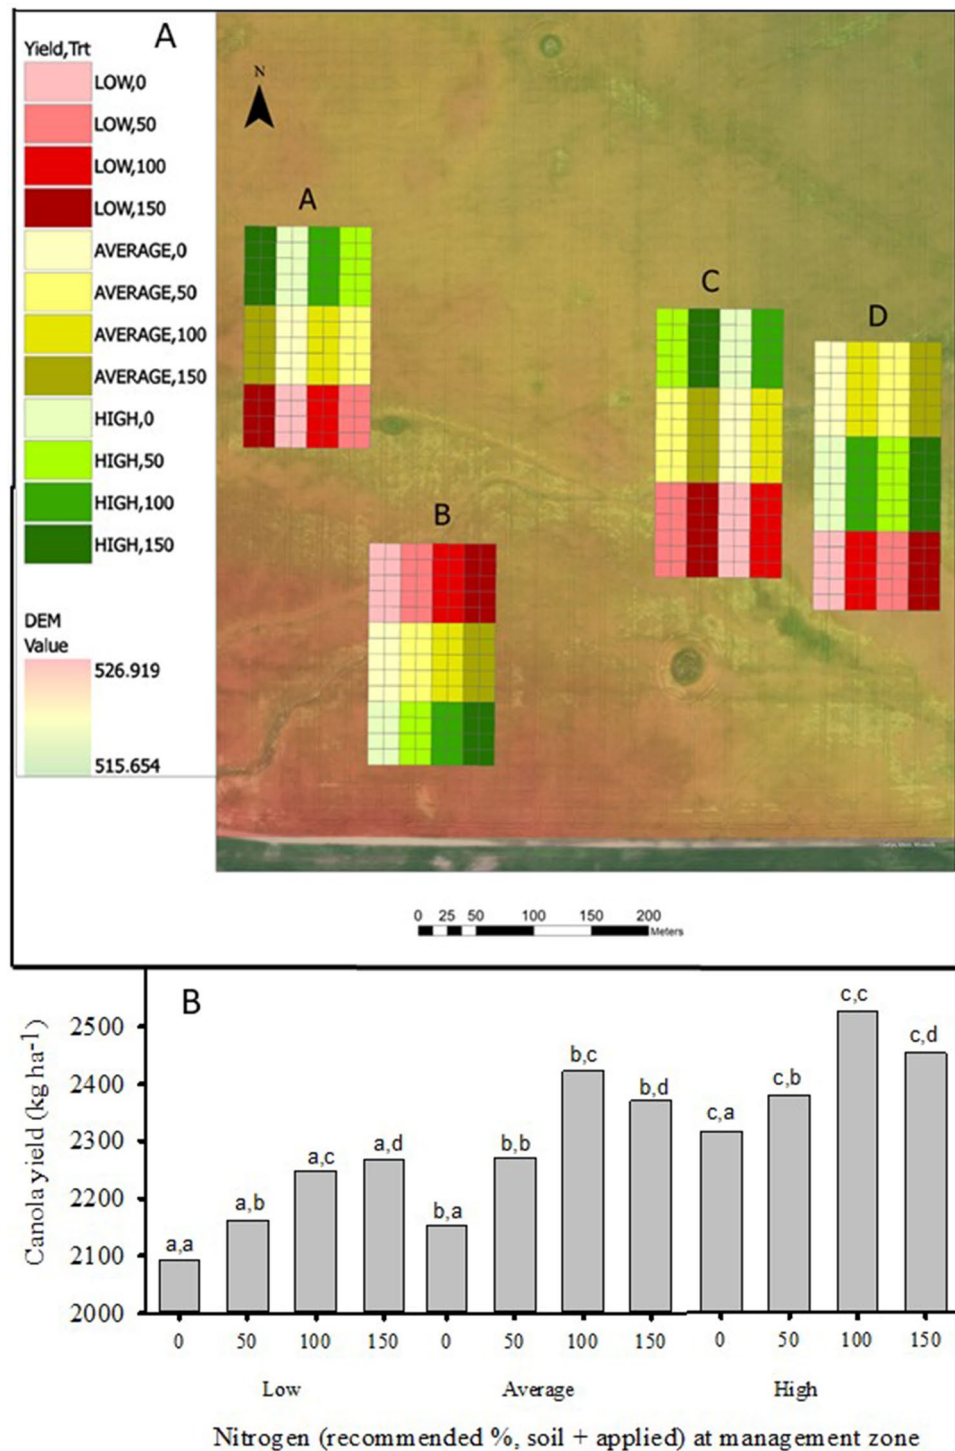 A
Yield,Trt
LOW,0
LOW,50
LOW,100
LOW,150
AVERAGE,0
AVERAGE,50
AVERAGE,100
AVERAGE,150
HIGH,0
HIGH,50
HIGH,100
HIGH,150
DEM
Value
526.919
515.654
N
A
C
D
B
0 25 50 100 150 200
Meters
B
Canola yield (kg ha-1)
2500
2400
2300
2200
2100
2000
a,a a,b a,c a,d b,a b,b b,c b,d c,a c,b c,c c,d
0 50 100 150 0 50 100 150 0 50 100 150
Low Average High
Nitrogen (recommended %, soil + applied) at management zone